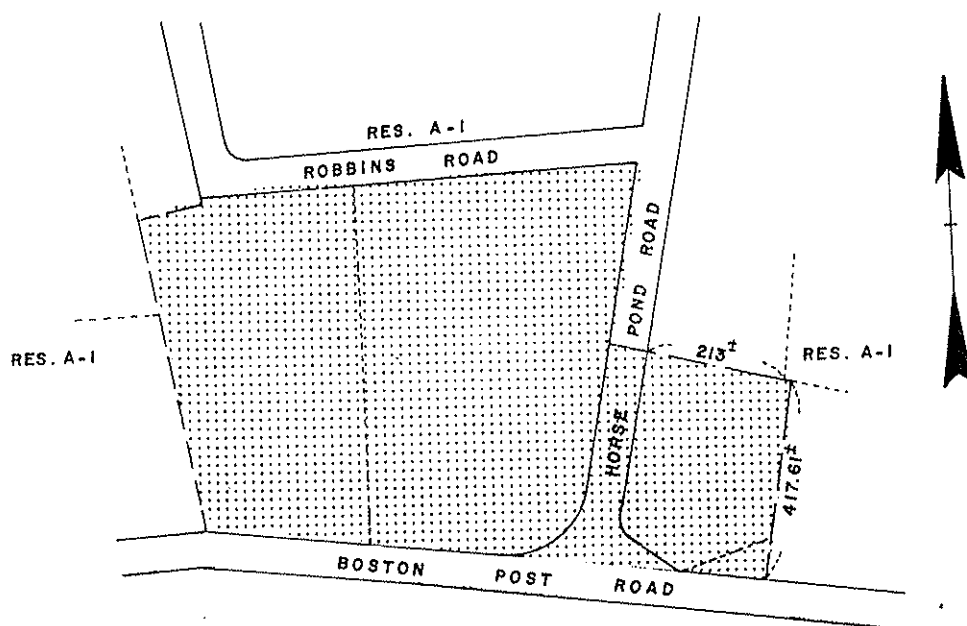 RES. A-1
ROBBINS ROAD
HORSE POND ROAD
213±
RES. A-1
RES. A-1
417.61±
BOSTON POST ROAD